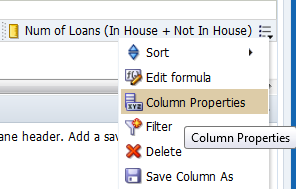 Num of Loans (In House + Not In House)
Sort
Edit formula
Column Properties
Filter
ane header. Add a sav
Column Properties
Delete
Save Column As